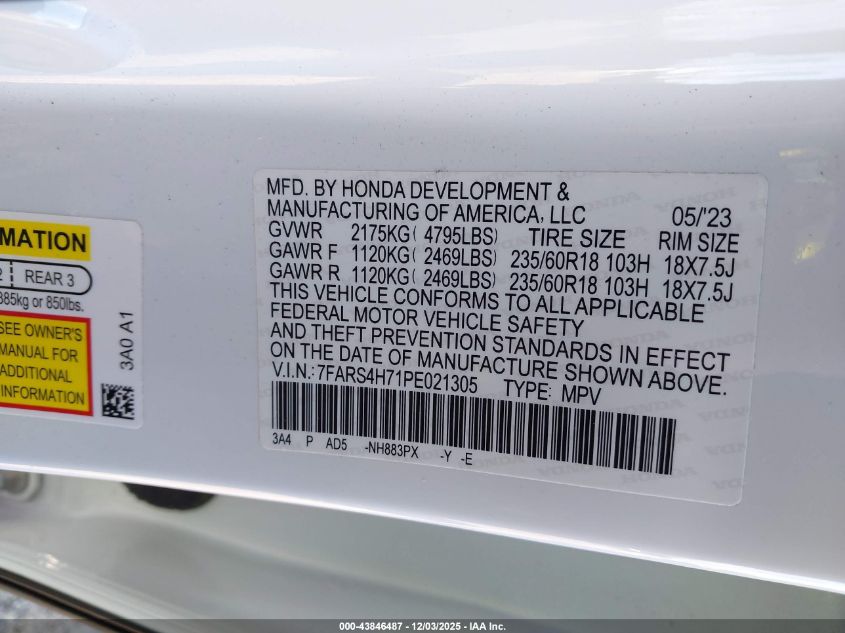 MATION
2 REAR 3
385kg or 850lbs.
SEE OWNER'S
MANUAL FOR
ADDITIONAL
INFORMATION
3A0 A1
MFD. BY HONDA DEVELOPMENT &
MANUFACTURING OF AMERICA, LLC 05/'23
GVWR 2175KG( 4795LBS) TIRE SIZE RIM SIZE
GAWR F 1120KG( 2469LBS) 235/60R18 103H 18X7.5J
GAWR R 1120KG( 2469LBS) 235/60R18 103H 18X7.5J
THIS VEHICLE CONFORMS TO ALL APPLICABLE
FEDERAL MOTOR VEHICLE SAFETY
AND THEFT PREVENTION STANDARDS IN EFFECT
ON THE DATE OF MANUFACTURE SHOWN ABOVE.
V.I.N.:7FARS4H71PE021305 TYPE: MPV
3A4 P AD5 -NH883PX -Y -E
000-43846487 - 12/03/2025 - IAA Inc.